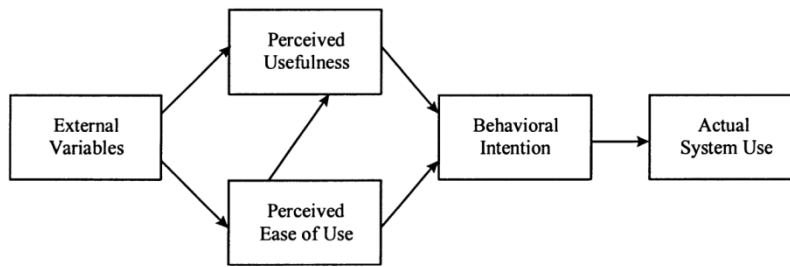 Perceived
Usefulness
External
Variables
Behavioral
Intention
Actual
System Use
Perceived
Ease of Use